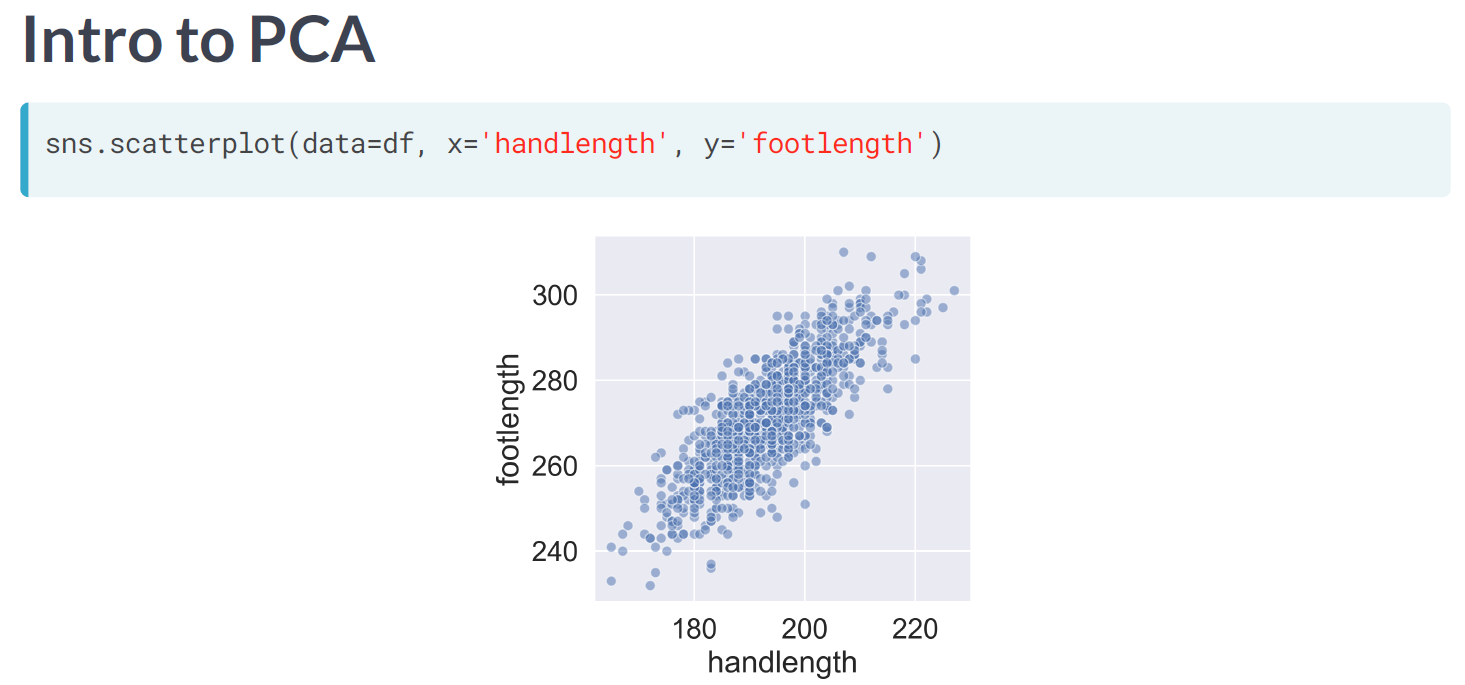 Intro to PCA
sns.scatterplot(data=df, x='handlength', y='footlength')
300
280
260
240
footlength
180 200 220
handlength